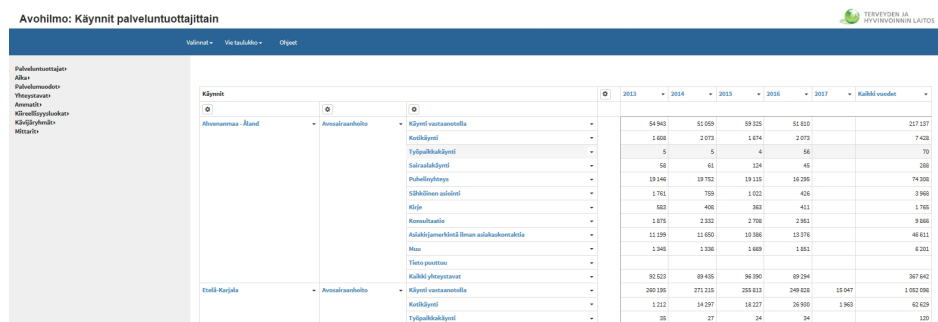 Avohilmo: Käynnit palveluntuottajittain
TERVEYDEN JA
HYVINVOINNIN LAITOS
Valinnat Vie taulukko Ohjeet
Palveluntuottajat
Aika
Palvelumuodot
Yhteystavat
Ammatit
Kiireellisyysluokat
Kävijäryhmät
Mittarit
Käynnit 2013 2014 2015 2016 2017 Kaikki vuodet
Ahvenanmaa - Åland Avosairaanhoito Käynti vastaanotolla 54 943 51 059 59 325 51 810 217 137
Kotikäynti 1 608 2 073 1 674 2 073 7 428
Työpaikkakäynti 5 5 4 56 70
Sairaalakäynti 58 61 124 45 288
Puhelinyhteys 19 146 19 752 19 115 16 295 74 308
Sähköinen asiointi 1 761 759 1 022 426 3 968
Kirje 583 408 363 411 1 765
Konsultaatio 1 875 2 332 2 708 2 951 9 866
Asiakirjamerkintä ilman asiakaskontaktia 11 199 11 650 10 386 13 376 46 611
Muu 1 345 1 336 1 669 1 851 6 201
Tieto puuttuu
Kaikki yhteystavat 92 523 89 435 96 390 89 294 367 642
Etelä-Karjala Avosairaanhoito Käynti vastaanotolla 260 195 271 215 255 813 249 828 15 047 1 052 098
Kotikäynti 1 212 14 297 18 227 26 930 1 963 62 629
Työpaikkakäynti 35 27 24 34 120